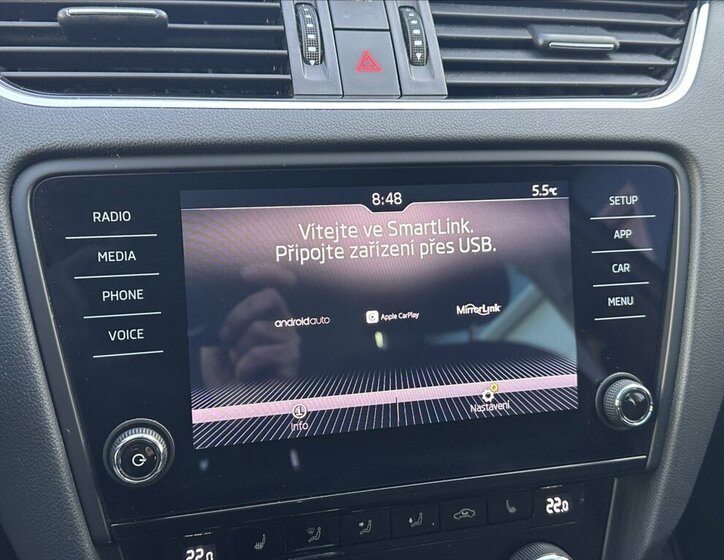 8:48
5.5°C
Vítejte ve SmartLink.
Připojte zařízení přes USB.
androidauto
Apple CarPlay
MirrorLink
Info
Nastavení
RADIO
MEDIA
PHONE
VOICE
SETUP
APP
CAR
MENU
22.0
22.0